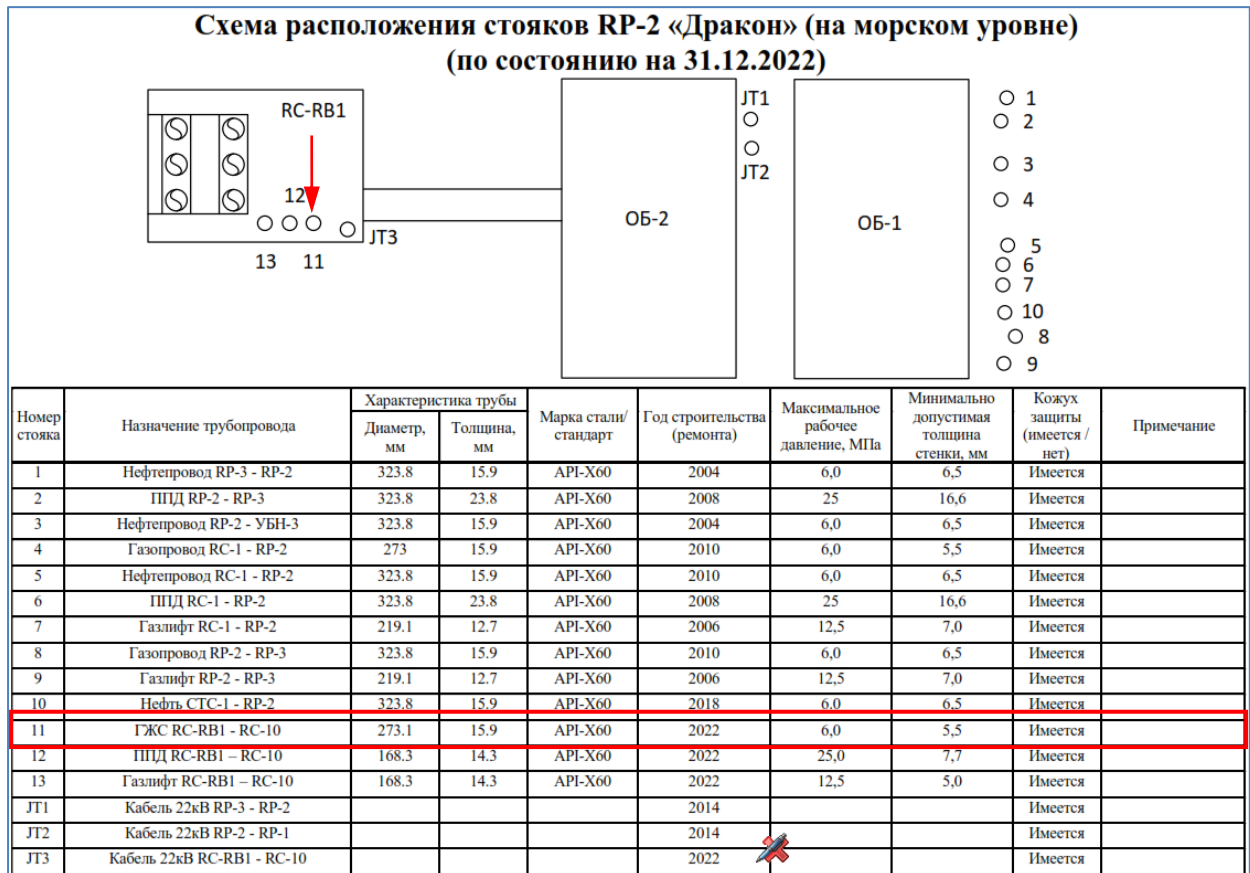 Схема расположения стояков RP-2 «Дракон» (на морском уровне)
(по состоянию на 31.12.2022)
RC-RB1
12
13 11
JT3
ОБ-2
JT1
JT2
ОБ-1
1
2
3
4
5
6
7
10
8
9
Номер стояка Назначение трубопровода Характеристика трубы Диаметр, мм Толщина, мм Марка стали/ стандарт Год строительства (ремонта) Максимальное рабочее давление, МПа Минимально допустимая толщина стенки, мм Кожух защиты (имеется / нет) Примечание
1 Нефтепровод RP-3 - RP-2 323.8 15.9 API-X60 2004 6,0 6,5 Имеется
2 ППД RP-2 - RP-3 323.8 23.8 API-X60 2008 25 16,6 Имеется
3 Нефтепровод RP-2 - УБН-3 323.8 15.9 API-X60 2004 6,0 6,5 Имеется
4 Газопровод RC-1 - RP-2 273 15.9 API-X60 2010 6,0 5,5 Имеется
5 Нефтепровод RC-1 - RP-2 323.8 15.9 API-X60 2010 6,0 6,5 Имеется
6 ППД RC-1 - RP-2 323.8 23.8 API-X60 2008 25 16,6 Имеется
7 Газлифт RC-1 - RP-2 219.1 12.7 API-X60 2006 12,5 7,0 Имеется
8 Газопровод RP-2 - RP-3 323.8 15.9 API-X60 2010 6,0 6,5 Имеется
9 Газлифт RP-2 - RP-3 219.1 12.7 API-X60 2006 12,5 7,0 Имеется
10 Нефть СТС-1 - RP-2 323.8 15.9 API-X60 2018 6,0 6,5 Имеется
11 ГЖС RC-RB1 - RC-10 273.1 15.9 API-X60 2022 6,0 5,5 Имеется
12 ППД RC-RB1 – RC-10 168.3 14.3 API-X60 2022 25,0 7,7 Имеется
13 Газлифт RC-RB1 – RC-10 168.3 14.3 API-X60 2022 12,5 5,0 Имеется
JT1 Кабель 22кВ RP-3 - RP-2 2014 Имеется
JT2 Кабель 22кВ RP-2 - RP-1 2014 Имеется
JT3 Кабель 22кВ RC-RB1 - RC-10 2022 Имеется